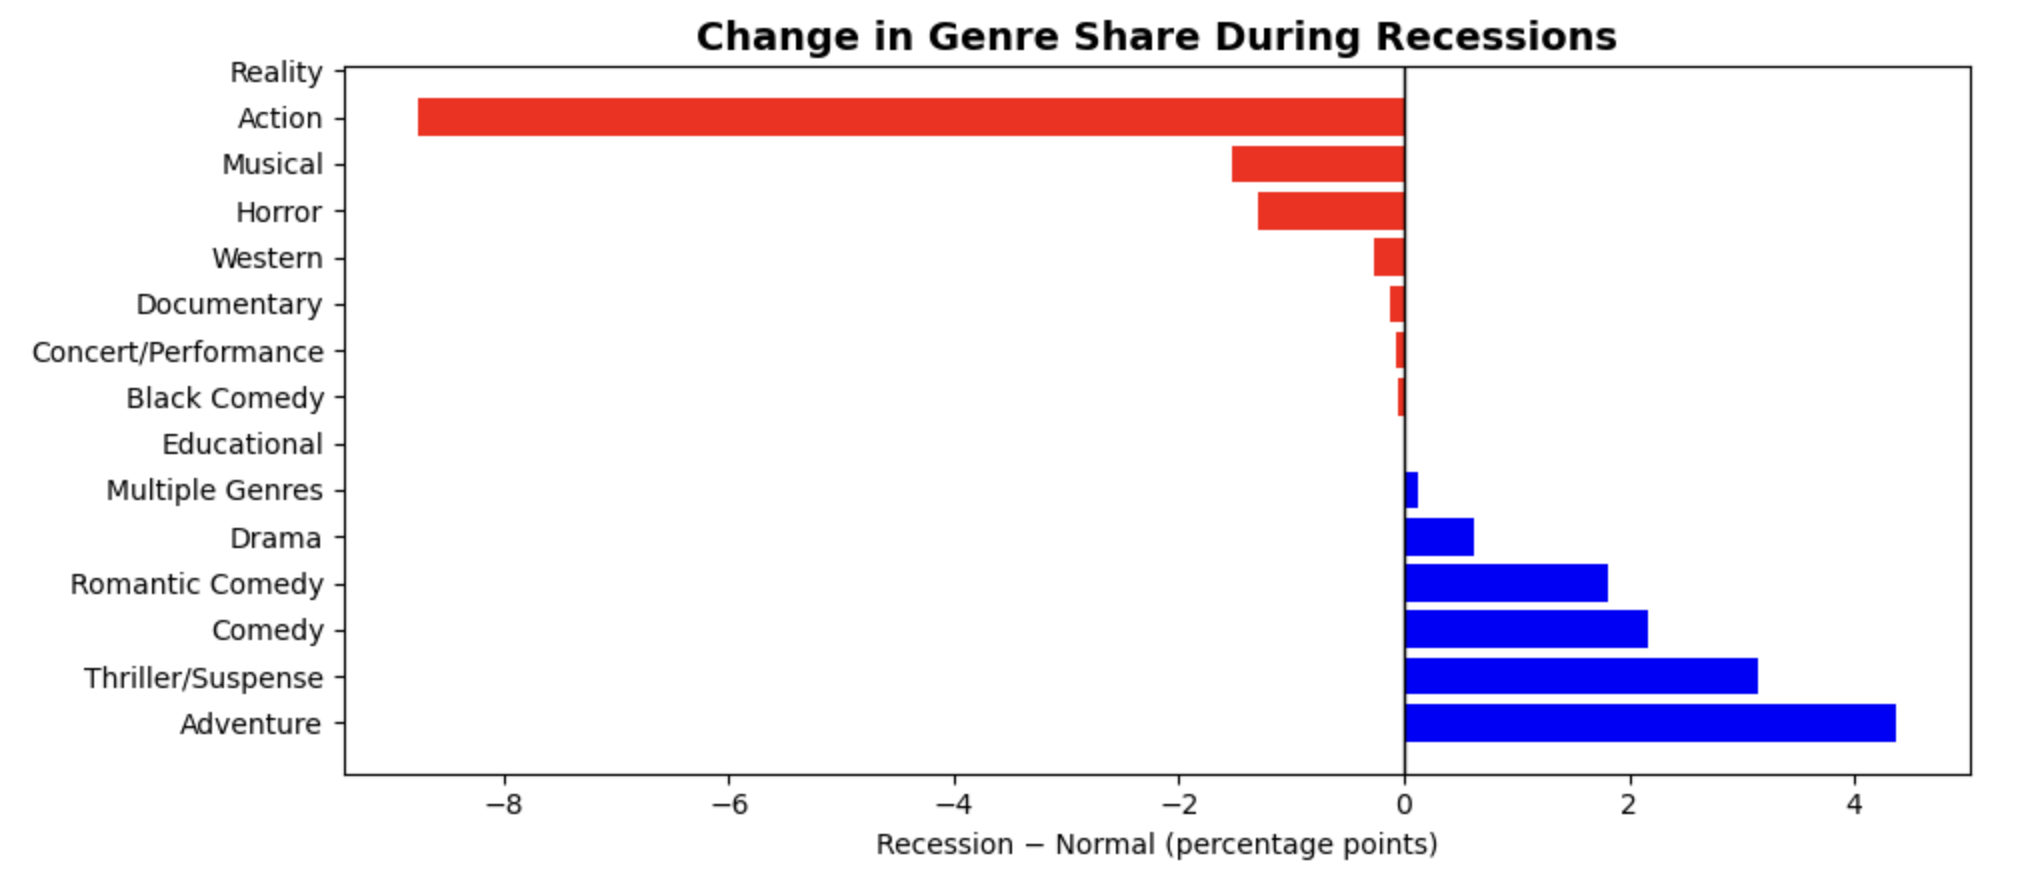 Change in Genre Share During Recessions
Reality
Action
Musical
Horror
Western
Documentary
Concert/Performance
Black Comedy
Educational
Multiple Genres
Drama
Romantic Comedy
Comedy
Thriller/Suspense
Adventure
−8 −6 −4 −2 0 2 4
Recession − Normal (percentage points)